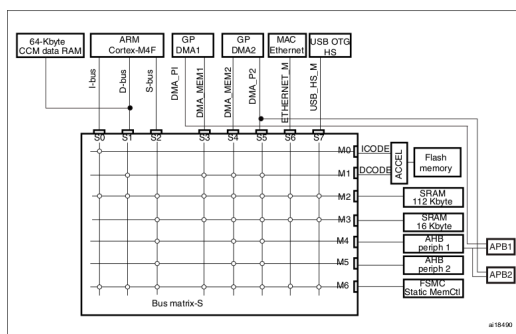 64-Kbyte
CCM data RAM
ARM
Cortex-M4F
GP
DMA1
GP
DMA2
MAC
Ethernet
USB OTG
HS
I-bus
D-bus
S-bus
DMA_PI
DMA_MEM1
DMA_MEM2
DMA_P2
ETHERNET_M
USB_HS_M
S0 S1 S2 S3 S4 S5 S6 S7
M0
ICODE
M1
DCODE
ACCEL
Flash
memory
M2
SRAM
112 Kbyte
M3
SRAM
16 Kbyte
M4
AHB
periph 1
APB1
M5
AHB
periph 2
APB2
M6
FSMC
Static MemCtl
Bus matrix-S
ai18490